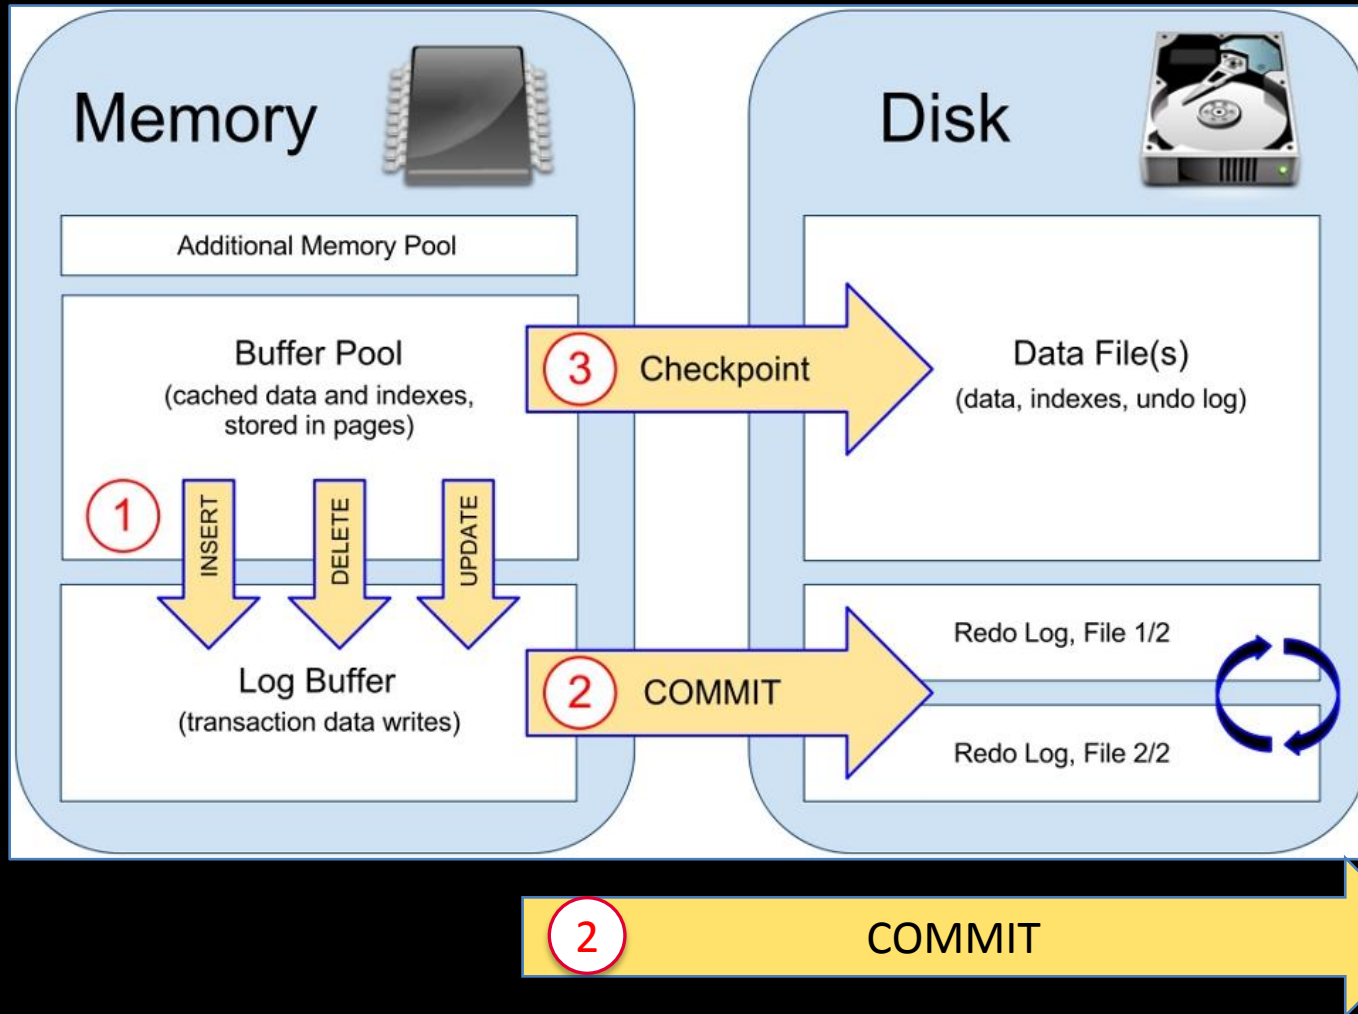 Memory
Disk
Additional Memory Pool
Buffer Pool
(cached data and indexes,
stored in pages)
3
Checkpoint
Data File(s)
(data, indexes, undo log)
1
INSERT
DELETE
UPDATE
Log Buffer
(transaction data writes)
2
COMMIT
Redo Log, File 1/2
Redo Log, File 2/2
2
COMMIT